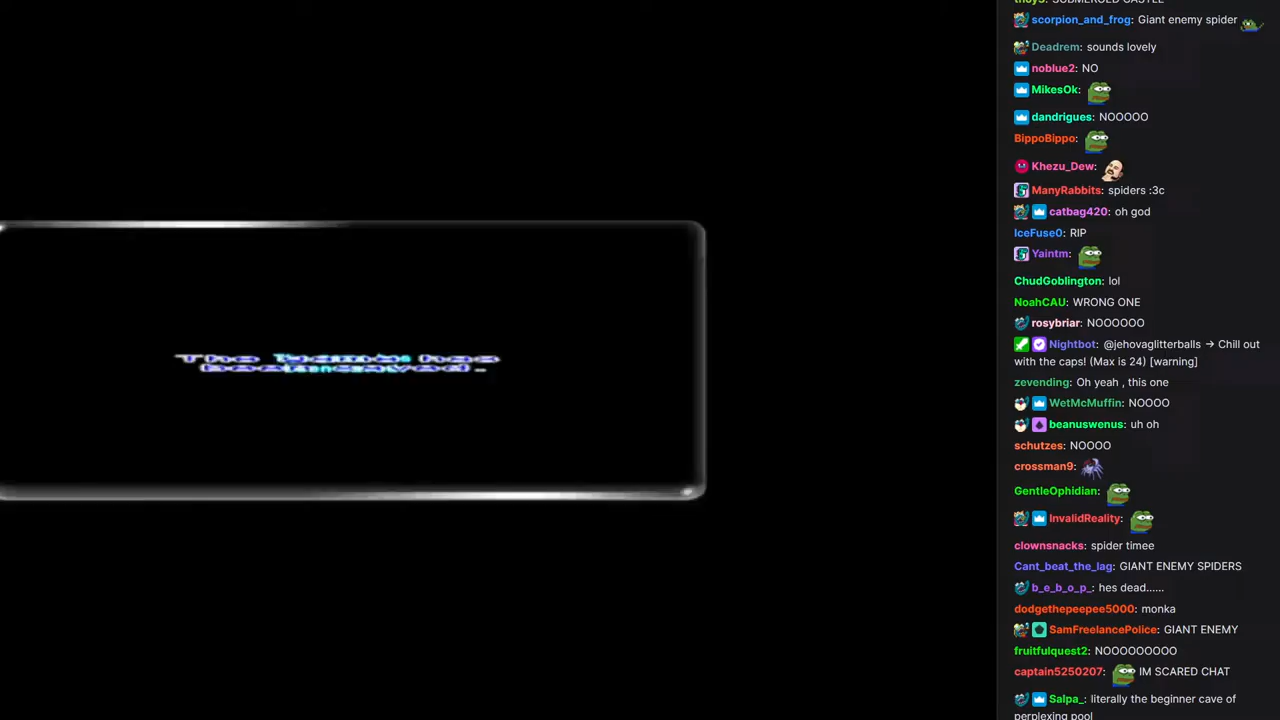 scorpion_and_frog: Giant enemy spider
Deadrem: sounds lovely
noblue2: NO
MikesOk:
dandrigues: NOOOOO
BippoBippo:
Khezu_Dew:
ManyRabbits: spiders :3c
catbag420: oh god
IceFuse0: RIP
Yaintm:
ChudGoblington: lol
NoahCAU: WRONG ONE
rosybriar: NOOOOOO
Nightbot: @jehovaglitterballs → Chill out
with the caps! (Max is 24) [warning]
zevending: Oh yeah , this one
WetMcMuffin: NOOOO
beanuswenus: uh oh
schutzes: NOOOO
crossman9:
GentleOphidian:
InvalidReality:
clownsnacks: spider timee
Cant_beat_the_lag: GIANT ENEMY SPIDERS
b_e_b_o_p_: hes dead......
dodgethepeepee5000: monka
SamFreelancePolice: GIANT ENEMY
fruitfulquest2: NOOOOOOOOO
captain5250207: IM SCARED CHAT
Salpa_: literally the beginner cave of
perplexing pool
The has